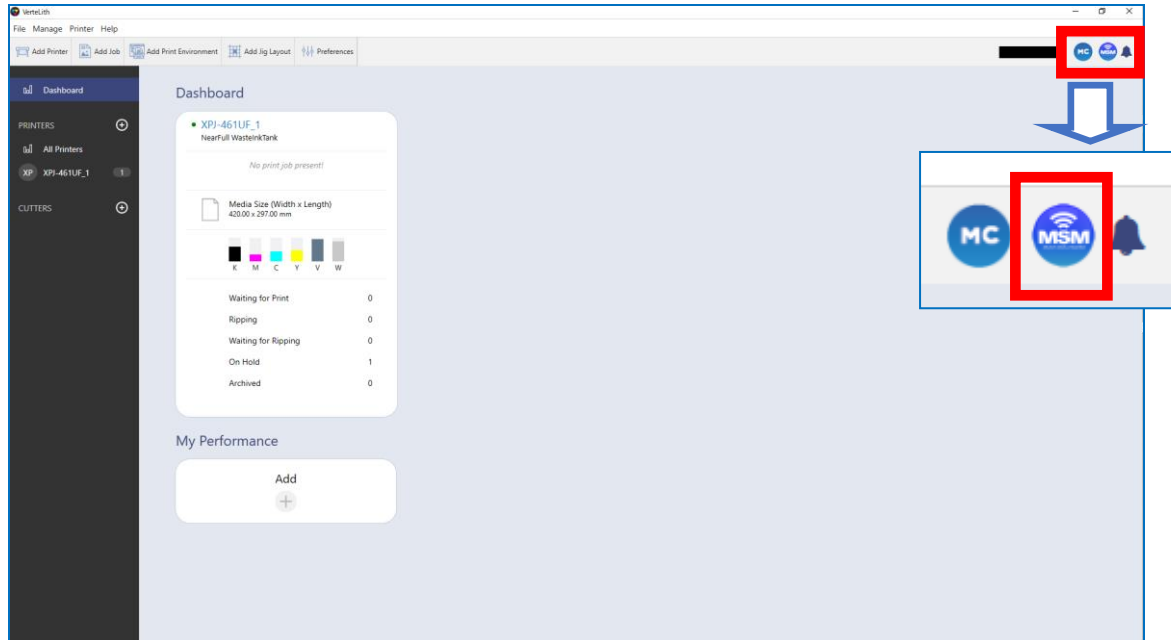 VerteLith
File Manage Printer Help
Add Printer Add Job Add Print Environment Add Jig Layout Preferences
MC MSM
Dashboard
PRINTERS
All Printers
XP XPJ-461UF_1 1
CUTTERS
Dashboard
XPJ-461UF_1
NearFull WasteInkTank
No print job present!
Media Size (Width x Length)
420.00 x 297.00 mm
K M C Y V W
Waiting for Print 0
Ripping 0
Waiting for Ripping 0
On Hold 1
Archived 0
My Performance
Add
MC MSM